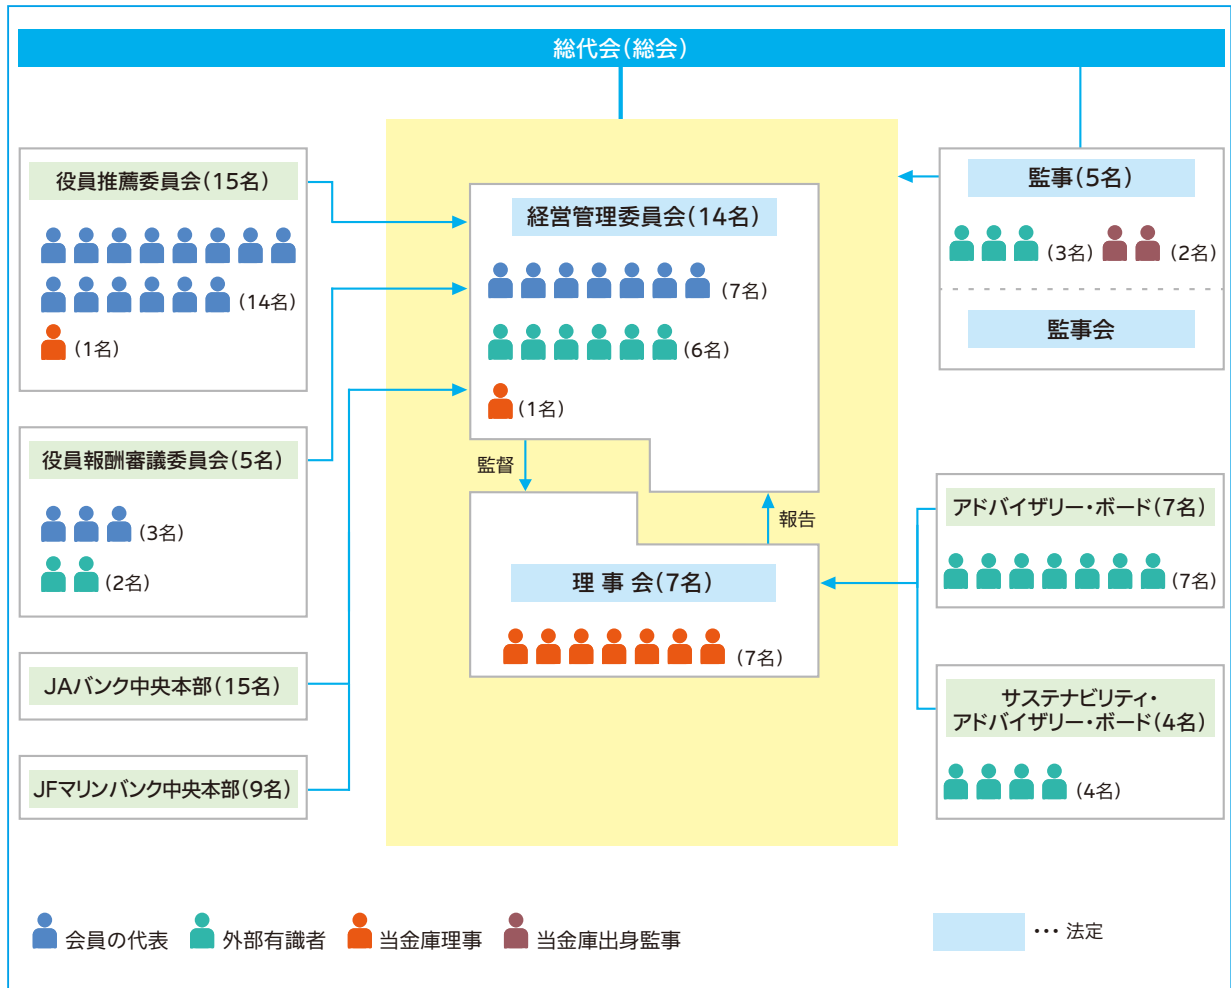 総代会(総会)
役員推薦委員会(15名)
(14名)
(1名)
役員報酬審議委員会(5名)
(3名)
(2名)
JAバンク中央本部(15名)
JFマリンバンク中央本部(9名)
経営管理委員会(14名)
(7名)
(6名)
(1名)
監督
報告
理 事 会(7名)
(7名)
監事(5名)
(3名)
(2名)
監事会
アドバイザリー・ボード(7名)
(7名)
サステナビリティ・
アドバイザリー・ボード(4名)
(4名)
会員の代表
外部有識者
当金庫理事
当金庫出身監事
･･･ 法定